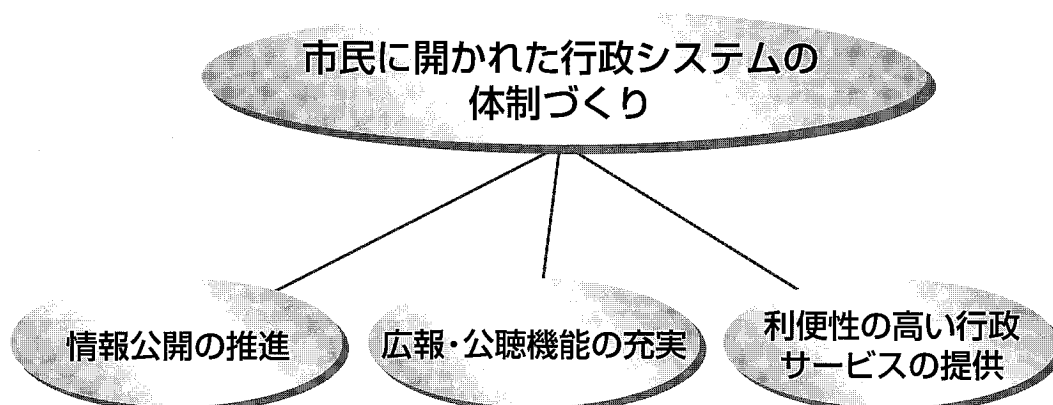 市民に開かれた行政システムの
体制づくり
情報公開の推進
広報・公聴機能の充実
利便性の高い行政
サービスの提供